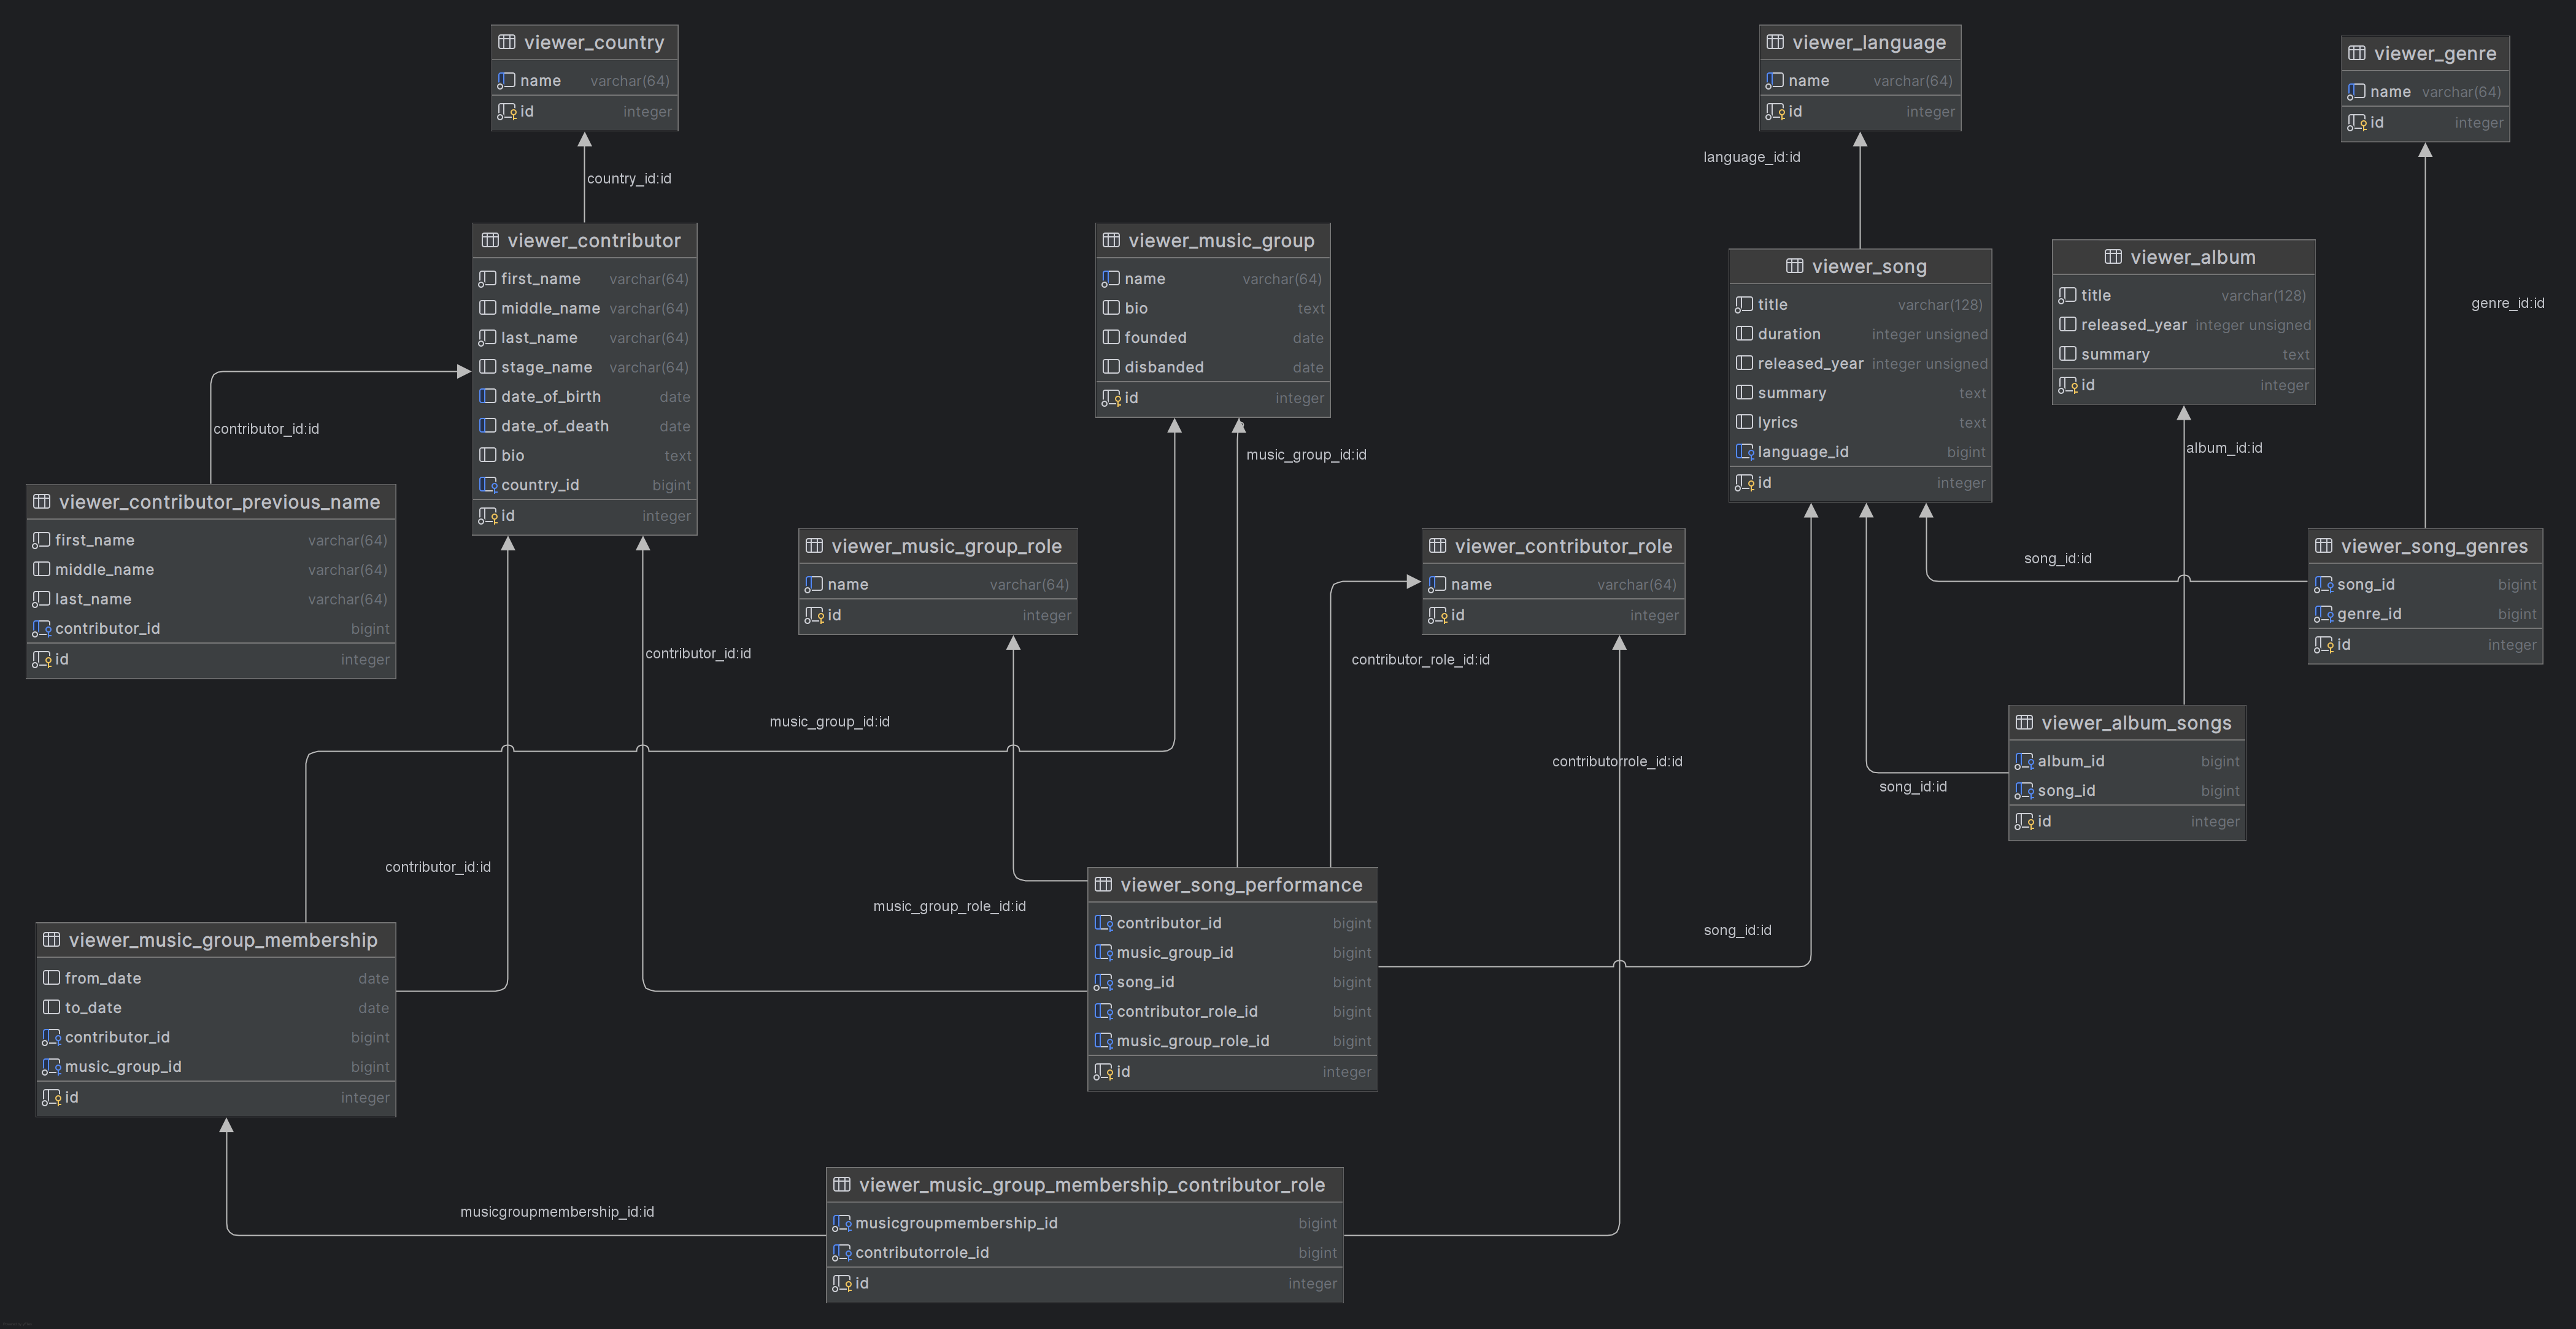 viewer_country
name varchar(64)
id integer
country_id:id
viewer_language
name varchar(64)
id integer
language_id:id
viewer_genre
name varchar(64)
id integer
genre_id:id
viewer_contributor
first_name varchar(64)
middle_name varchar(64)
last_name varchar(64)
stage_name varchar(64)
date_of_birth date
date_of_death date
bio text
country_id bigint
id integer
viewer_music_group
name varchar(64)
bio text
founded date
disbanded date
id integer
viewer_song
title varchar(128)
duration integer unsigned
released_year integer unsigned
summary text
lyrics text
language_id bigint
id integer
viewer_album
title varchar(128)
released_year integer unsigned
summary text
id integer
contributor_id:id
music_group_id:id
album_id:id
viewer_contributor_previous_name
first_name varchar(64)
middle_name varchar(64)
last_name varchar(64)
contributor_id bigint
id integer
viewer_music_group_role
name varchar(64)
id integer
viewer_contributor_role
name varchar(64)
id integer
song_id:id
viewer_song_genres
song_id bigint
genre_id bigint
id integer
contributor_id:id
contributor_role_id:id
music_group_id:id
contributorrole_id:id
song_id:id
viewer_album_songs
album_id bigint
song_id bigint
id integer
contributor_id:id
music_group_role_id:id
song_id:id
viewer_music_group_membership
from_date date
to_date date
contributor_id bigint
music_group_id bigint
id integer
viewer_song_performance
contributor_id bigint
music_group_id bigint
song_id bigint
contributor_role_id bigint
music_group_role_id bigint
id integer
musicgroupmembership_id:id
viewer_music_group_membership_contributor_role
musicgroupmembership_id bigint
contributorrole_id bigint
id integer